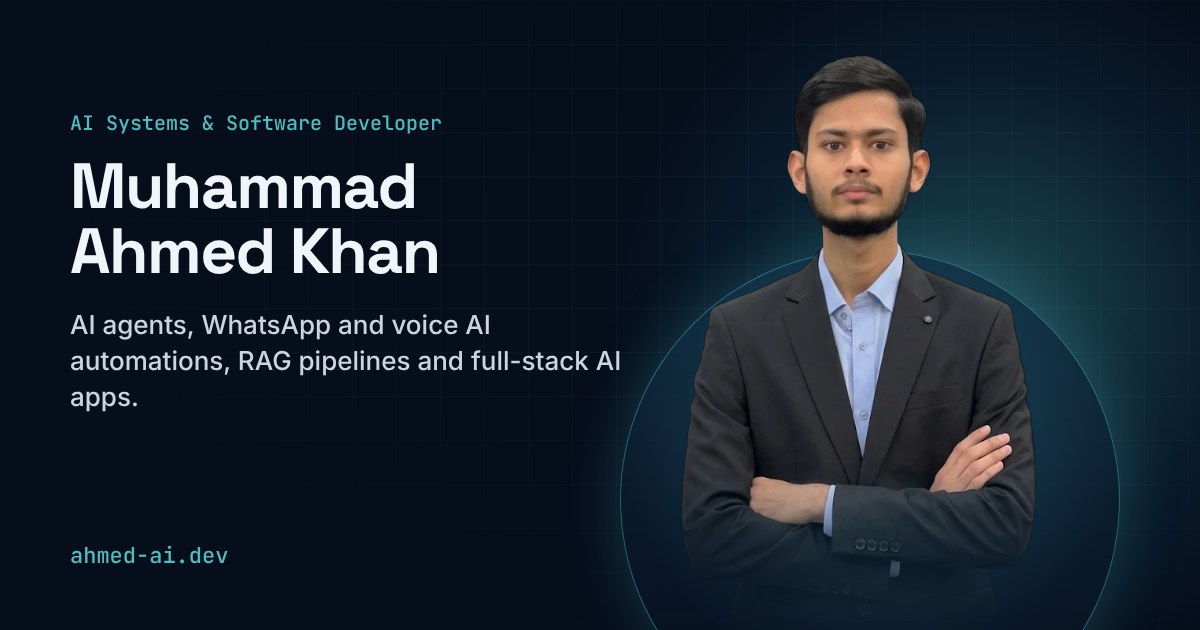 AI Systems & Software Developer
Muhammad
Ahmed Khan
AI agents, WhatsApp and voice AI
automations, RAG pipelines and full-stack AI
apps.
ahmed-ai.dev